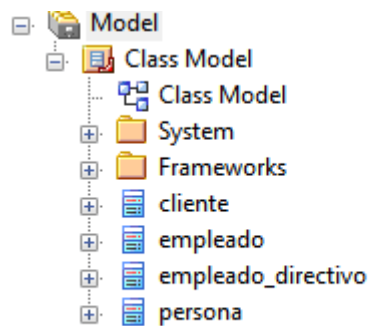 Model
Class Model
Class Model
System
Frameworks
cliente
empleado
empleado_directivo
persona